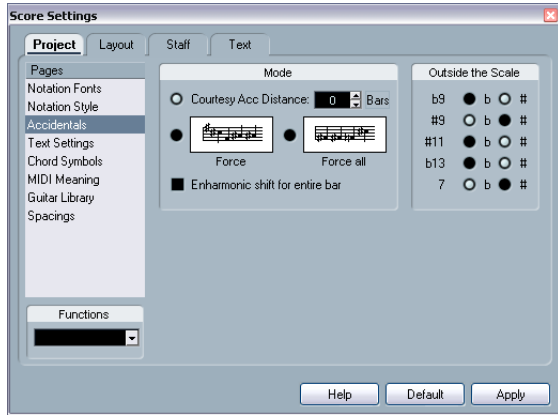 Score Settings
Project Layout Staff Text
Pages
Notation Fonts
Notation Style
Accidentals
Text Settings
Chord Symbols
MIDI Meaning
Guitar Library
Spacings
Functions
Mode
Courtesy Acc Distance: 0 Bars
Force Force all
Enharmonic shift for entire bar
Outside the Scale
b9 b #
#9 b #
#11 b #
b13 b #
7 b #
Help Default Apply